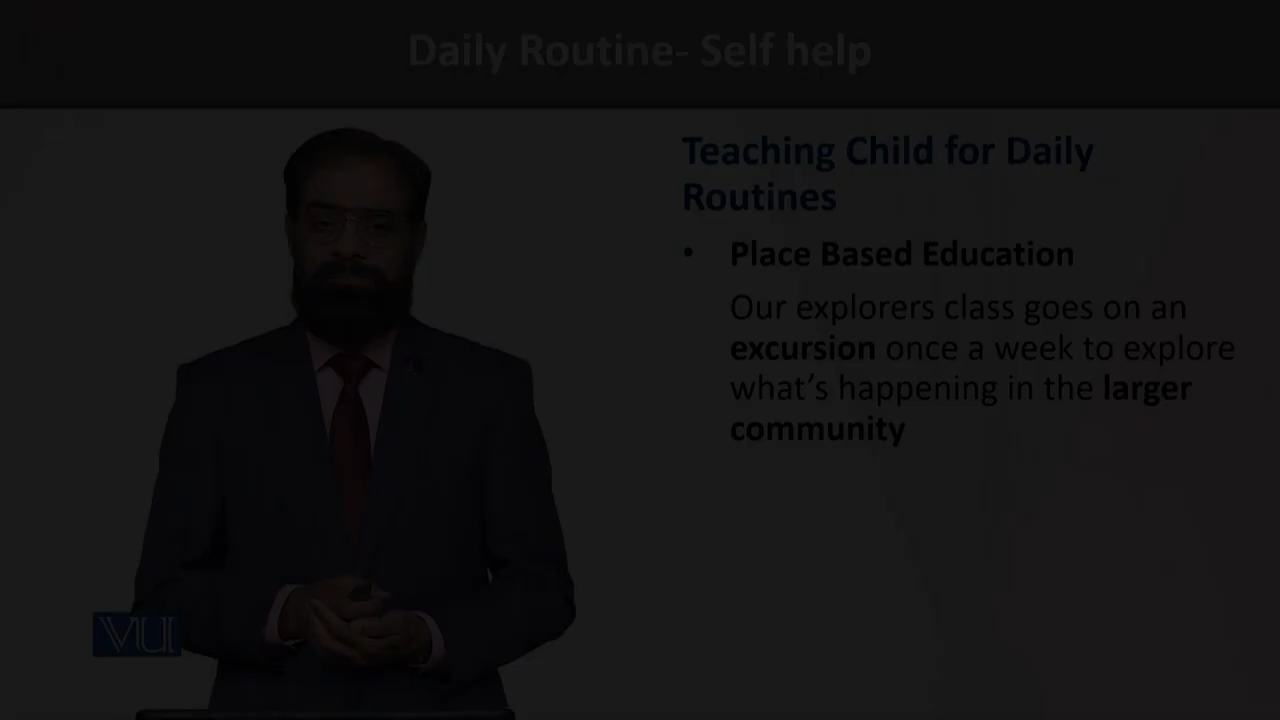 Daily Routine- Self help
Teaching Child for Daily
Routines
• Place Based Education
Our explorers class goes on an
excursion once a week to explore
what's happening in the larger
community
VU